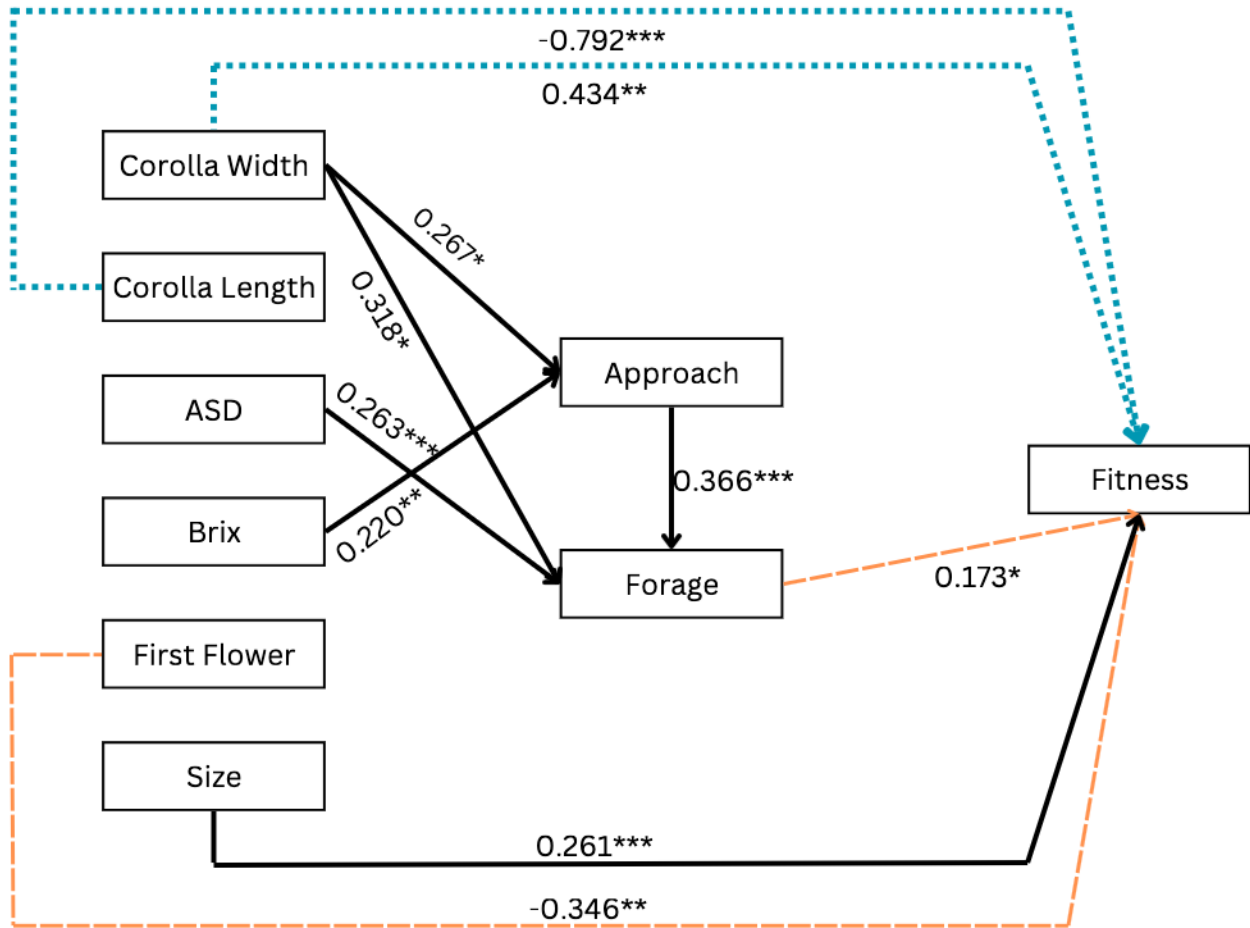 -0.792***
0.434**
Corolla Width
0.267*
Corolla Length
0.318*
Approach
ASD
0.263***
0.366***
Fitness
Brix
0.220**
Forage
0.173*
First Flower
Size
0.261***
-0.346**